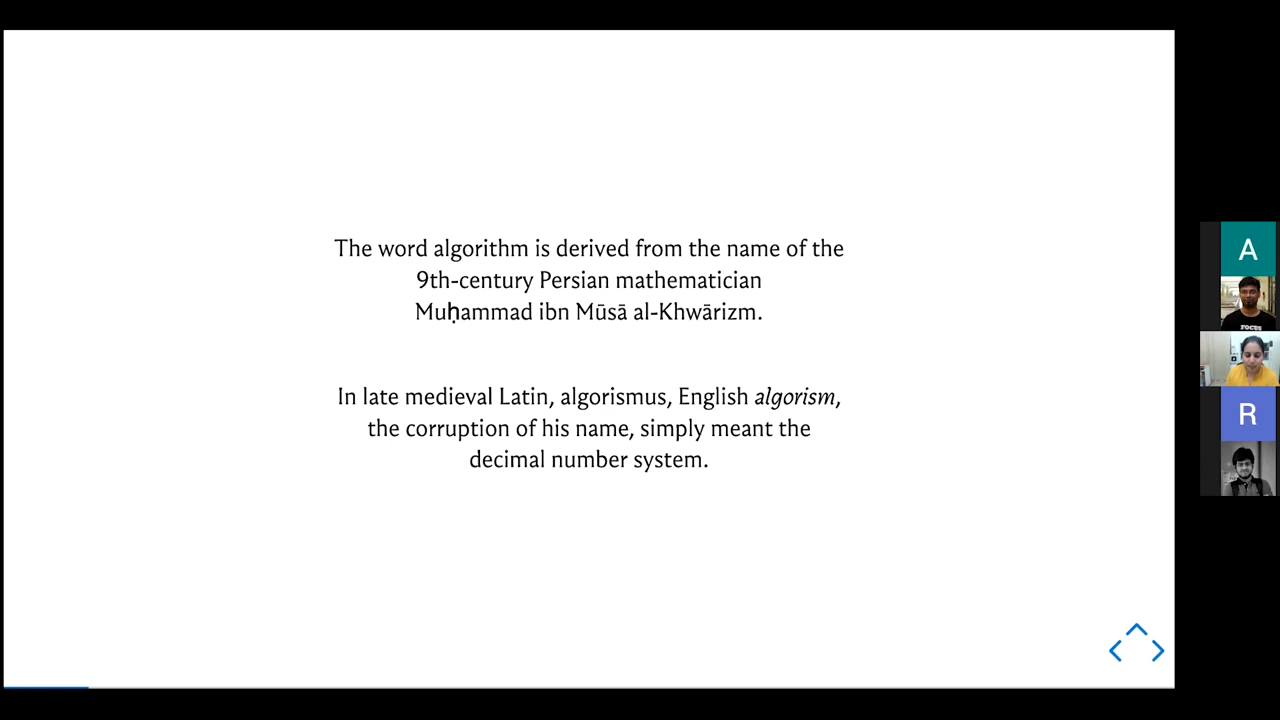 The word algorithm is derived from the name of the
9th-century Persian mathematician
Muḥammad ibn Mūsā al-Khwārizm.
In late medieval Latin, algorismus, English algorism,
the corruption of his name, simply meant the
decimal number system.
A
FOCUS
R